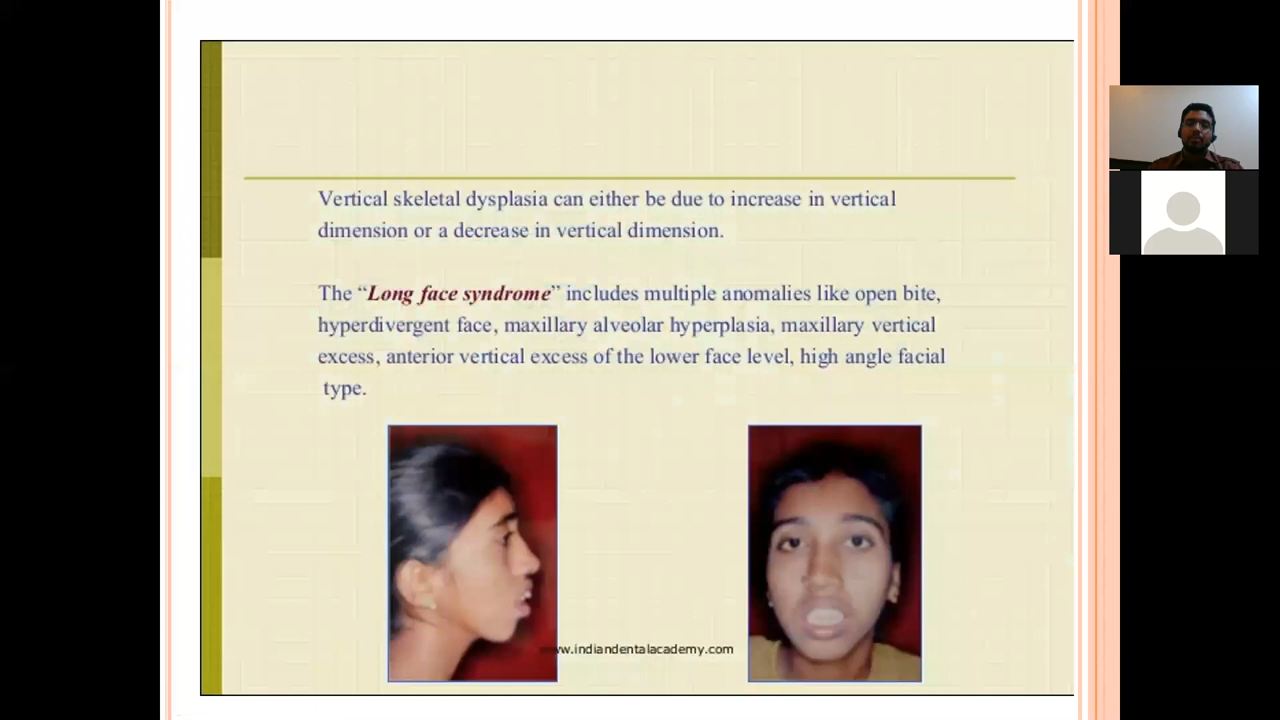 Vertical skeletal dysplasia can either be due to increase in vertical
dimension or a decrease in vertical dimension.
The “Long face syndrome” includes multiple anomalies like open bite,
hyperdivergent face, maxillary alveolar hyperplasia, maxillary vertical
excess, anterior vertical excess of the lower face level, high angle facial
type.
www.indiandentalacademy.com